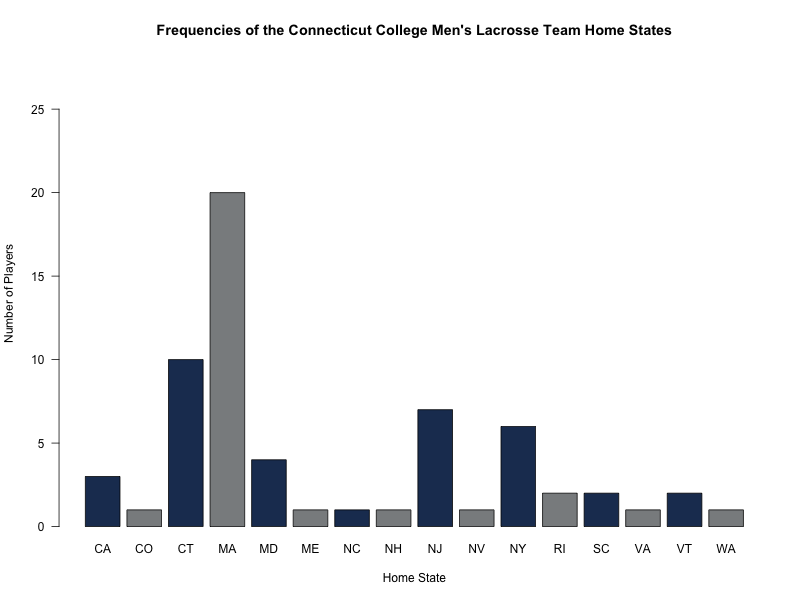 Frequencies of the Connecticut College Men's Lacrosse Team Home States
25
20
15
10
5
0
Number of Players
CA CO CT MA MD ME NC NH NJ NV NY RI SC VA VT WA
Home State